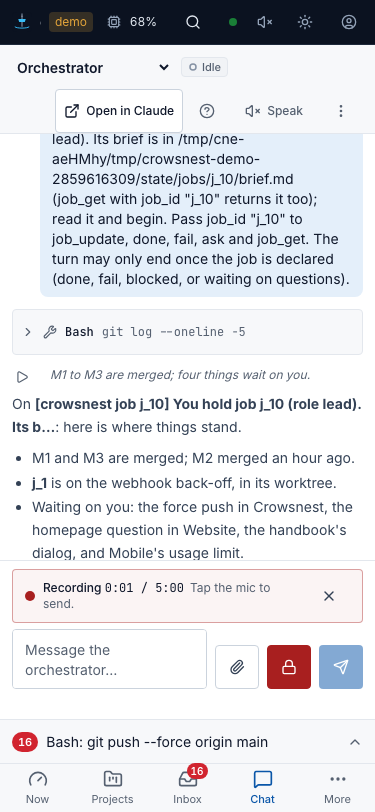 demo
68%
Orchestrator
Idle
Open in Claude
Speak
lead). Its brief is in /tmp/cne-
aeHMhy/tmp/crowsnest-demo-
2859616309/state/jobs/j_10/brief.md
(job_get with job_id "j_10" returns it too);
read it and begin. Pass job_id "j_10" to
job_update, done, fail, ask and job_get. The
turn may only end once the job is declared
(done, fail, blocked, or waiting on questions).
Bash git log --oneline -5
M1 to M3 are merged; four things wait on you.
On [crowsnest job j_10] You hold job j_10 (role lead).
Its b...: here is where things stand.
• M1 and M3 are merged; M2 merged an hour ago.
• j_1 is on the webhook back-off, in its worktree.
• Waiting on you: the force push in Crowsnest, the
homepage question in Website, the handbook's
dialog, and Mobile's usage limit.
Recording 0:01 / 5:00 Tap the mic to
send.
Message the
orchestrator...
16 Bash: git push --force origin main
16
Now
Projects
Inbox
Chat
More